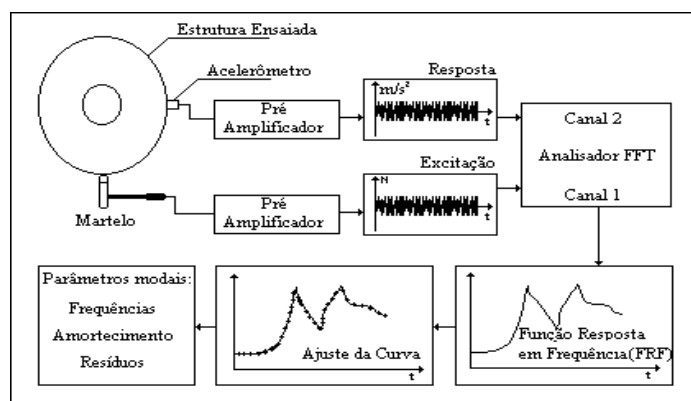 Estrutura Ensaiada
Acelerômetro
Martelo
Pré
Amplificador
Resposta
m/s²
t
Pré
Amplificador
Excitação
N
t
Canal 2
Analisador FFT
Canal 1
Função Resposta
em Frequência(FRF)
t
Ajuste da Curva
t
Parâmetros modais:
Frequências
Amortecimento
Resíduos